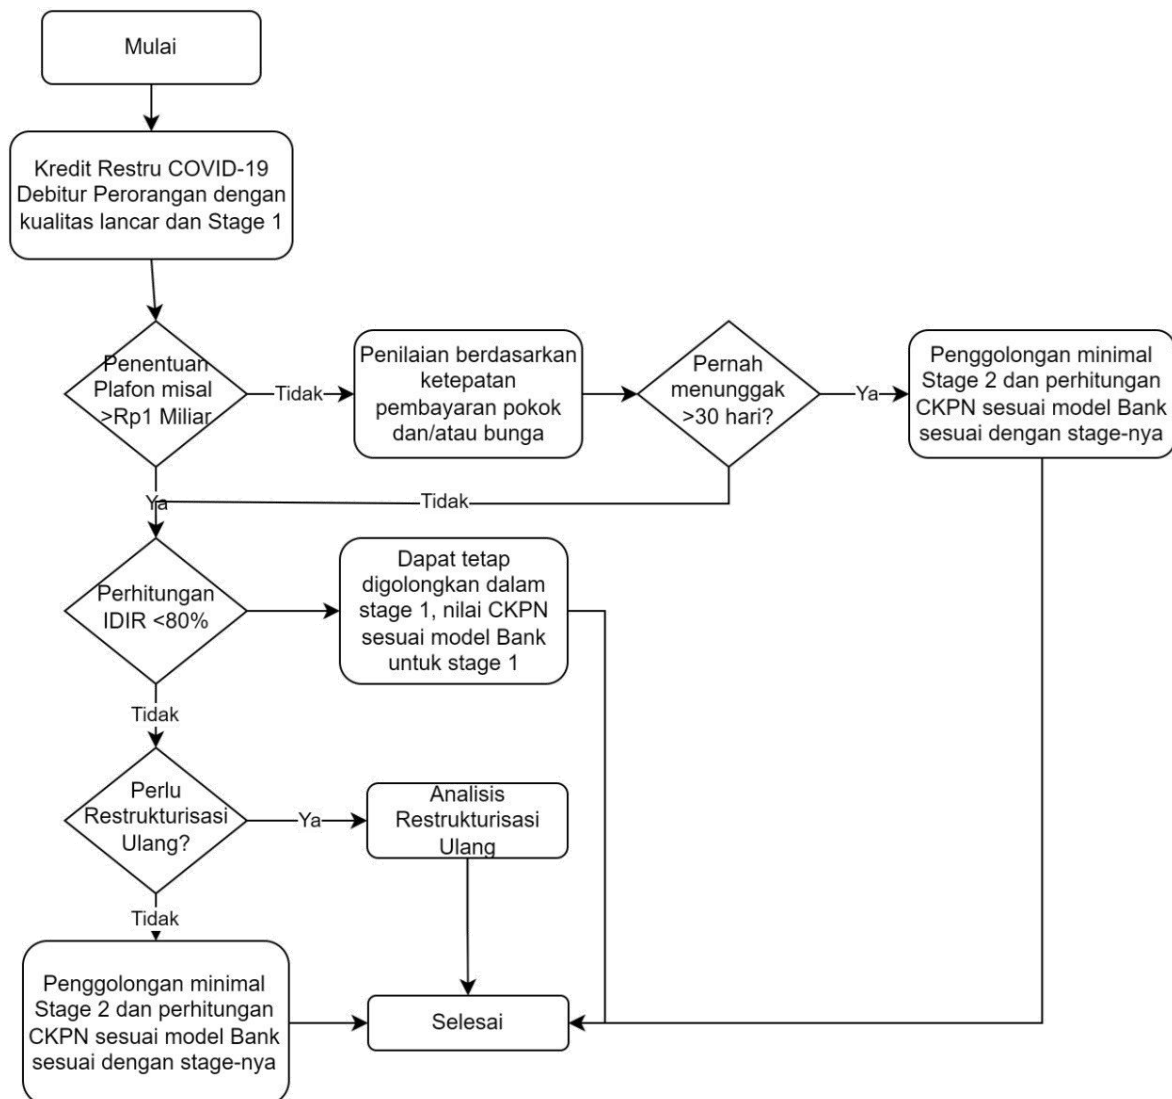 Mulai
Kredit Restru COVID-19
Debitur Perorangan dengan
kualitas lancar dan Stage 1
Penentuan
Plafon misal
>Rp1 Miliar
Tidak
Penilaian berdasarkan
ketepatan
pembayaran pokok
dan/atau bunga
Pernah
menunggak
>30 hari?
Ya
Penggolongan minimal
Stage 2 dan perhitungan
CKPN sesuai model Bank
sesuai dengan stage-nya
Ya
Tidak
Perhitungan
IDIR <80%
Dapat tetap
digolongkan dalam
stage 1, nilai CKPN
sesuai model Bank
untuk stage 1
Tidak
Perlu
Restrukturisasi
Ulang?
Ya
Analisis
Restrukturisasi
Ulang
Tidak
Penggolongan minimal
Stage 2 dan perhitungan
CKPN sesuai model Bank
sesuai dengan stage-nya
Selesai